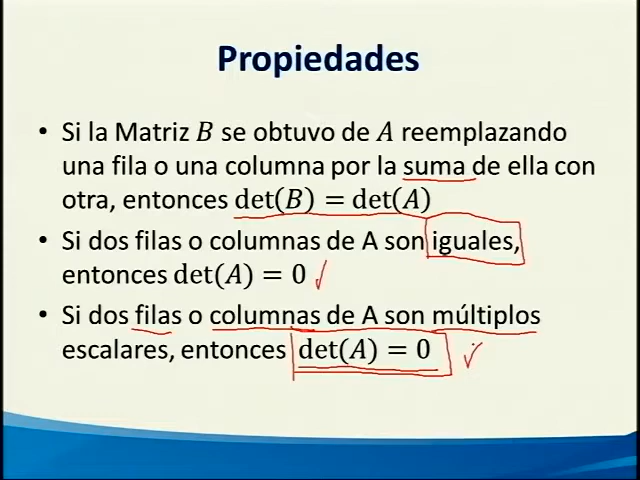 Propiedades
• Si la Matriz B se obtuvo de A reemplazando
una fila o una columna por la suma de ella con
otra, entonces det(B) = det(A)
• Si dos filas o columnas de A son iguales,
entonces det(A) = 0
• Si dos filas o columnas de A son múltiplos
escalares, entonces det(A) = 0